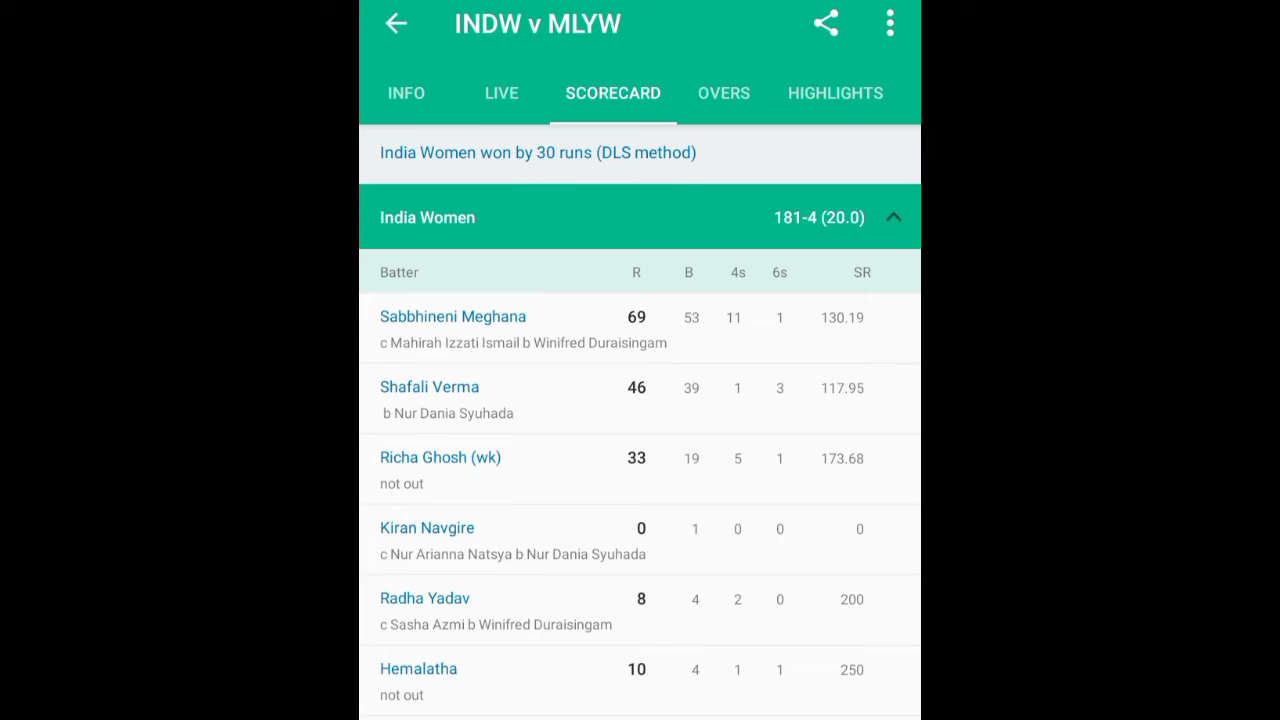 INDW v MLYW
INFO LIVE SCORECARD OVERS HIGHLIGHTS
India Women won by 30 runs (DLS method)
India Women 181-4 (20.0)
Batter R B 4s 6s SR
Sabbhineni Meghana 69 53 11 1 130.19
c Mahirah Izzati Ismail b Winifred Duraisingam
Shafali Verma 46 39 1 3 117.95
b Nur Dania Syuhada
Richa Ghosh (wk) 33 19 5 1 173.68
not out
Kiran Navgire 0 1 0 0 0
c Nur Arianna Natsya b Nur Dania Syuhada
Radha Yadav 8 4 2 0 200
c Sasha Azmi b Winifred Duraisingam
Hemalatha 10 4 1 1 250
not out